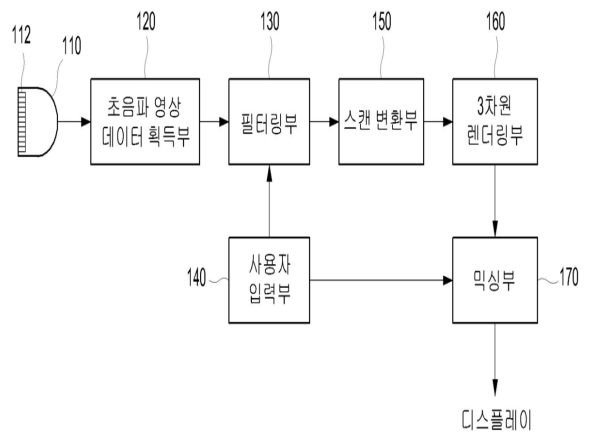 112
110
120
130
150
160
초음파 영상
데이터 획득부
필터링부
스캔 변환부
3차원
렌더링부
140
사용자
입력부
믹싱부
170
디스플레이